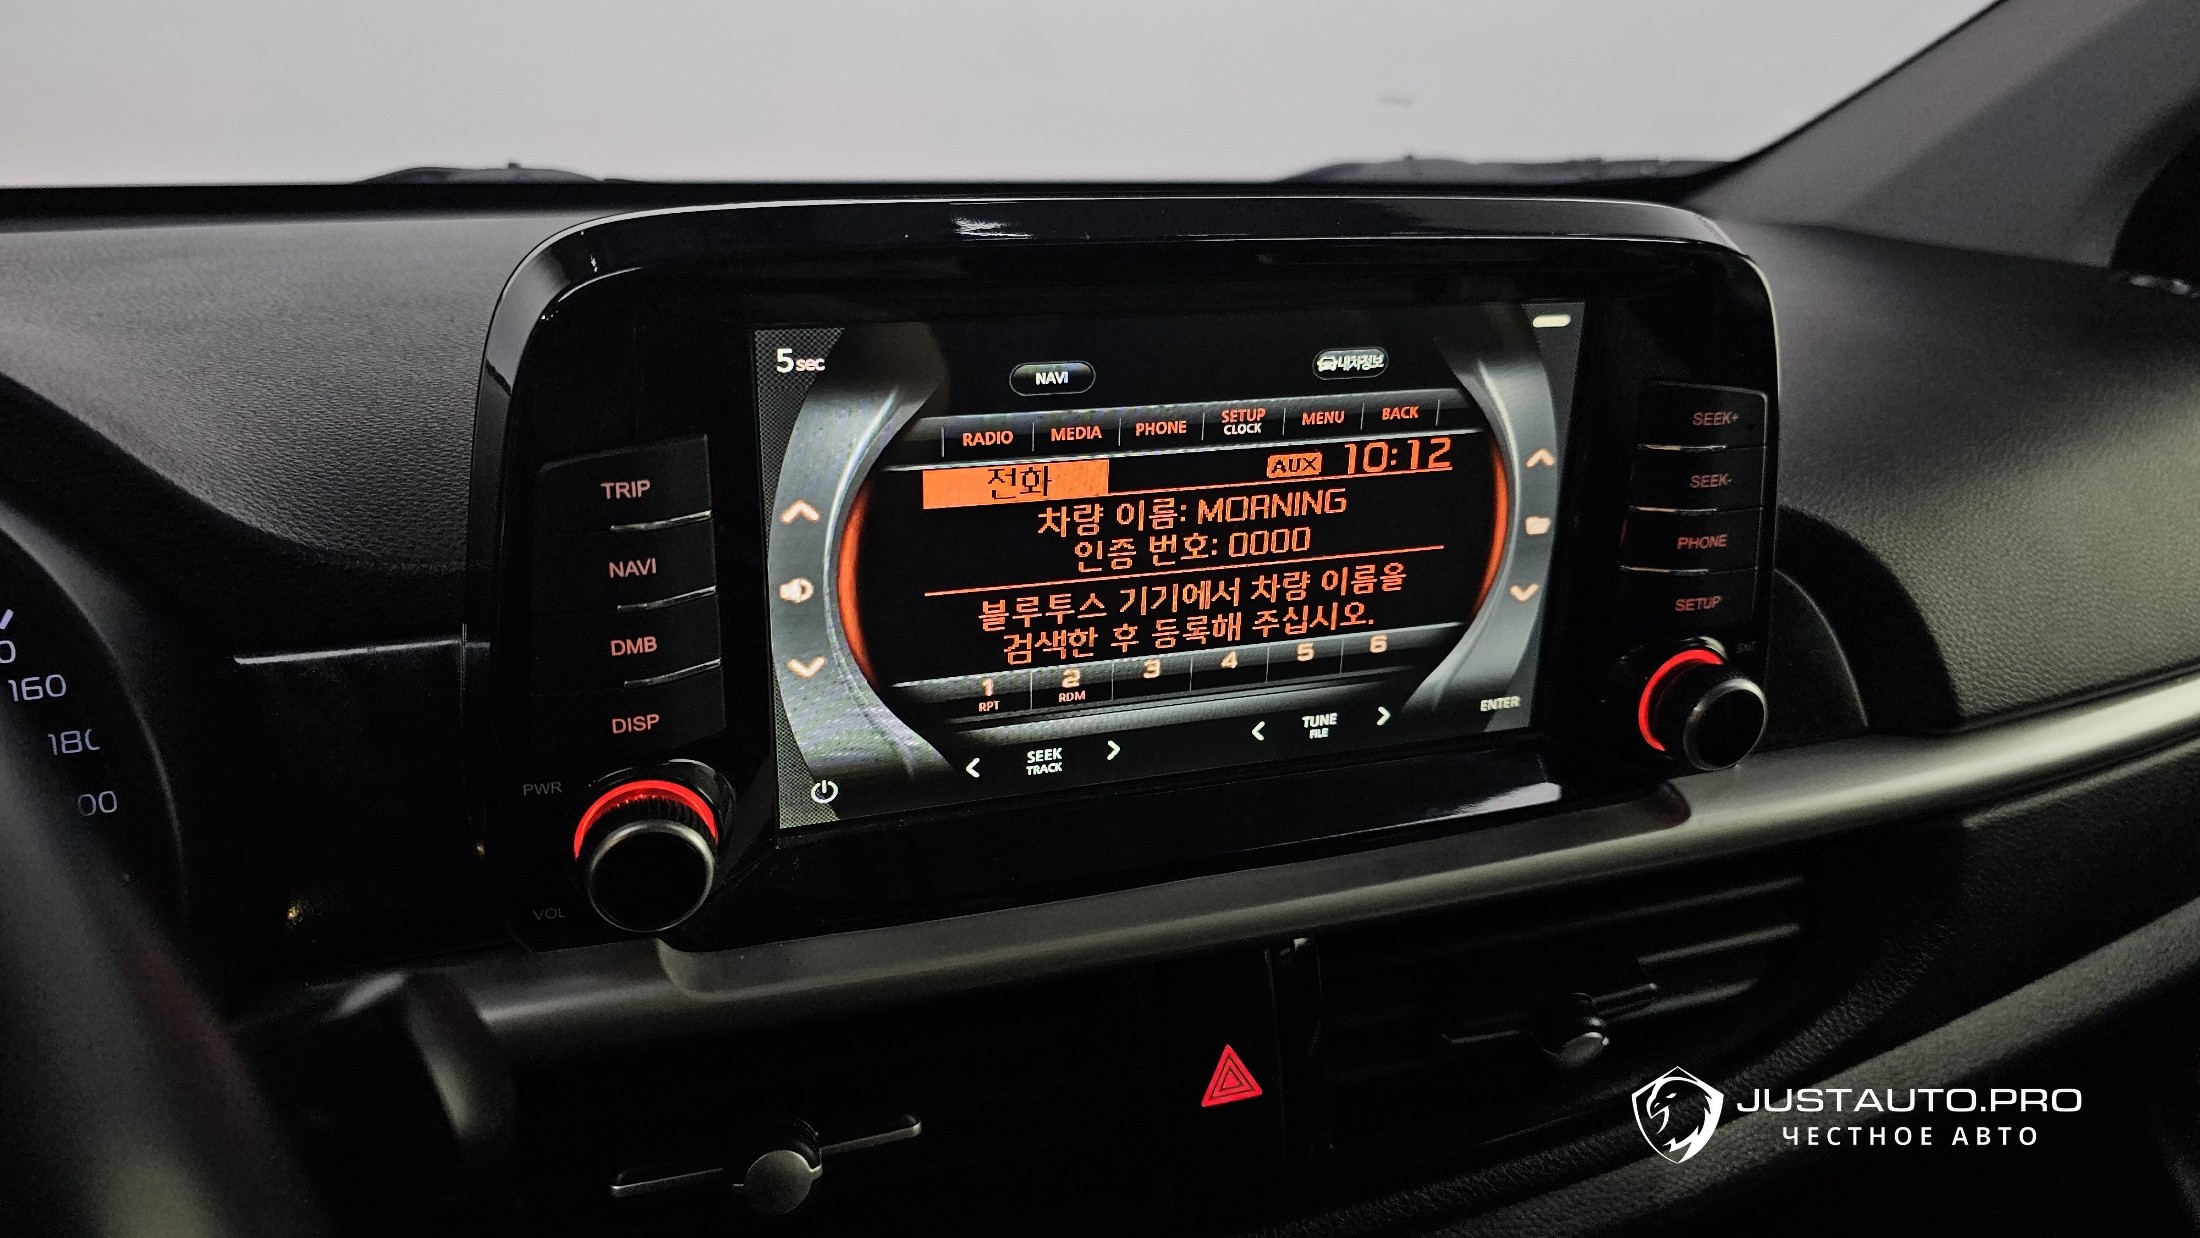 5sec
NAVI
내차정보
RADIO MEDIA PHONE SETUP MENU BACK
CLOCK
전화 AUX 10:12
차량 이름: MORNING
인증 번호: 0000
블루투스 기기에서 차량 이름을
검색한 후 등록해 주십시오.
1 2 3 4 5 6
RPT RDM
SEEK
TRACK
TUNE
FILE
ENTER
TRIP
NAVI
DMB
DISP
PWR
VOL
SEEK+
SEEK-
PHONE
SETUP
160
180
JUSTAUTO.PRO
ЧЕСТНОЕ АВТО